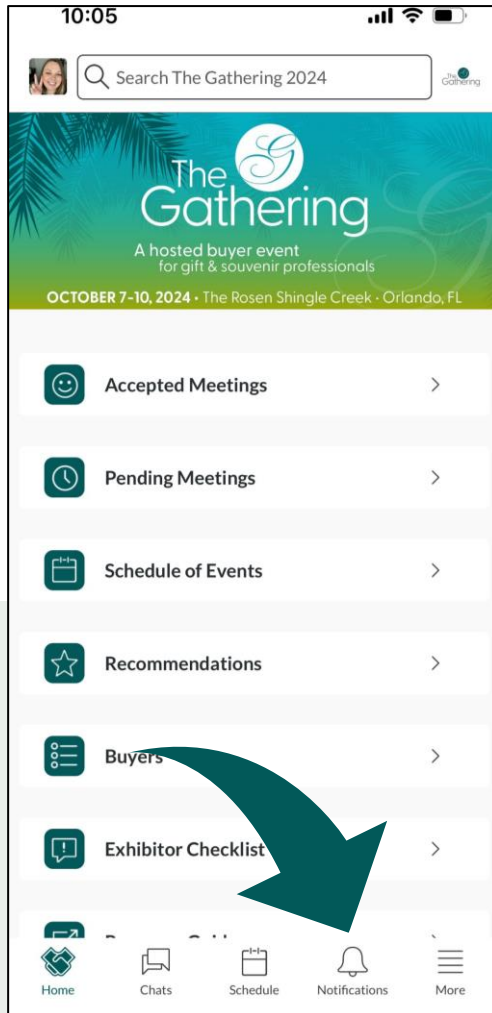 10:05
Search The Gathering 2024
The
Gathering
The
Gathering
A hosted buyer event
for gift & souvenir professionals
OCTOBER 7-10, 2024 • The Rosen Shingle Creek • Orlando, FL
Accepted Meetings
Pending Meetings
Schedule of Events
Recommendations
Buyers
Exhibitor Checklist
Home
Chats
Schedule
Notifications
More